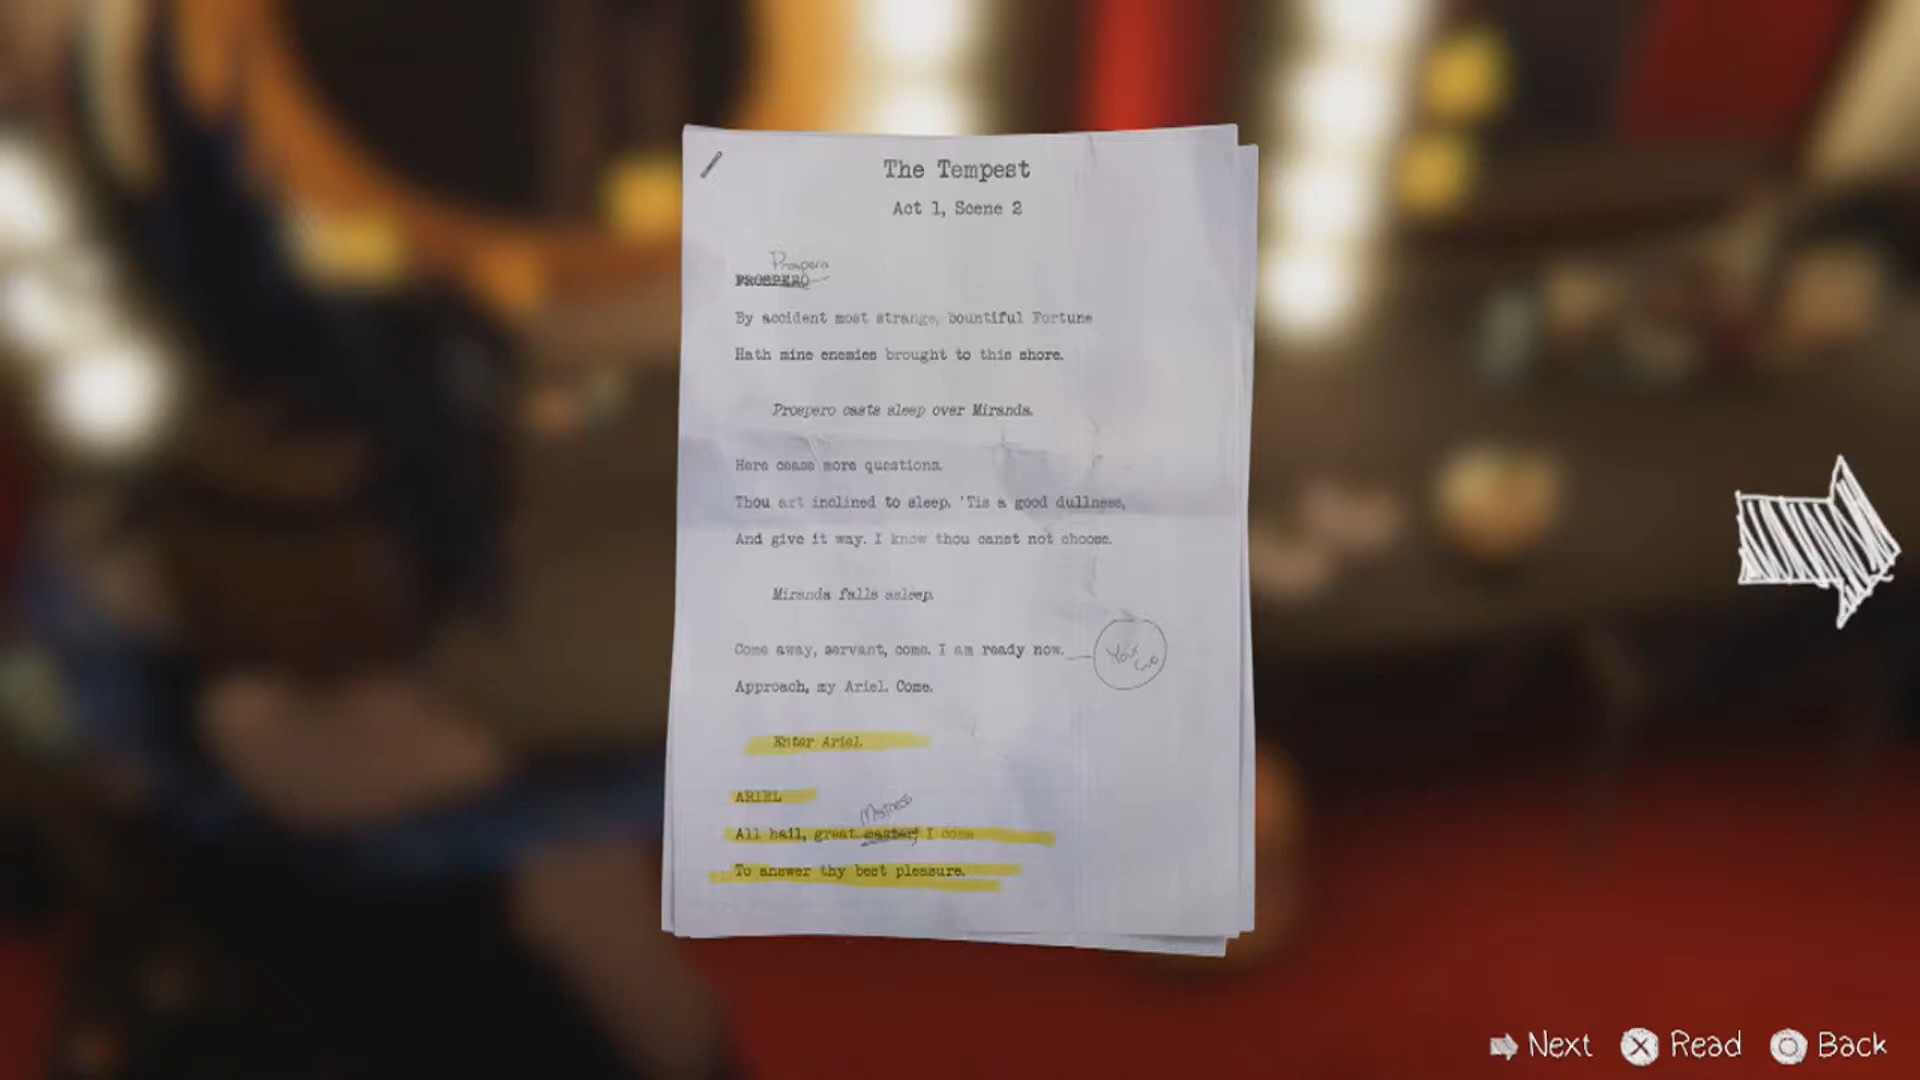 The Tempest
Act 1, Scene 2
Prospera
PROSPERO
By accident most strange, bountiful Fortune
Hath mine enemies brought to this shore.
Prospero casts sleep over Miranda.
Here cease more questions.
Thou art inclined to sleep. 'Tis a good dullness,
And give it way. I know thou canst not choose.
Miranda falls asleep.
Come away, servant, come. I am ready now.
Your cue
Approach, my Ariel. Come.
Enter Ariel.
ARIEL
Mistress
All hail, great master, I come
To answer thy best pleasure.
Next Read Back